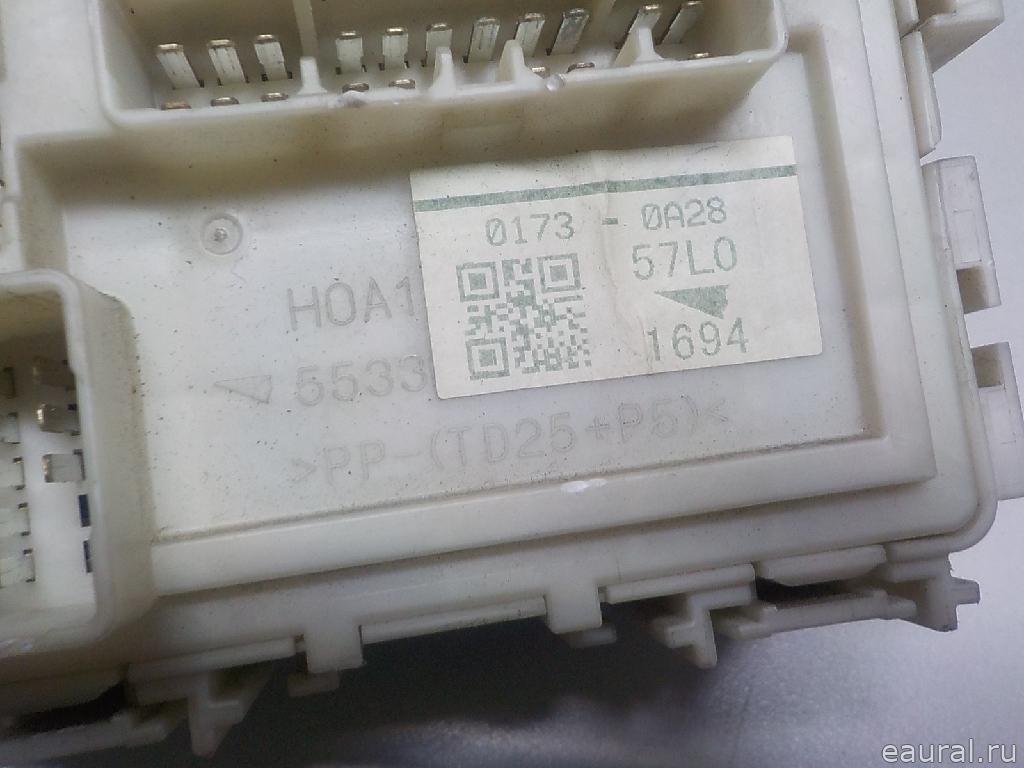 0173 - 0A28
57L0
1694
H0A1
5533
>PP-(TD25+P5)<
eaural.ru